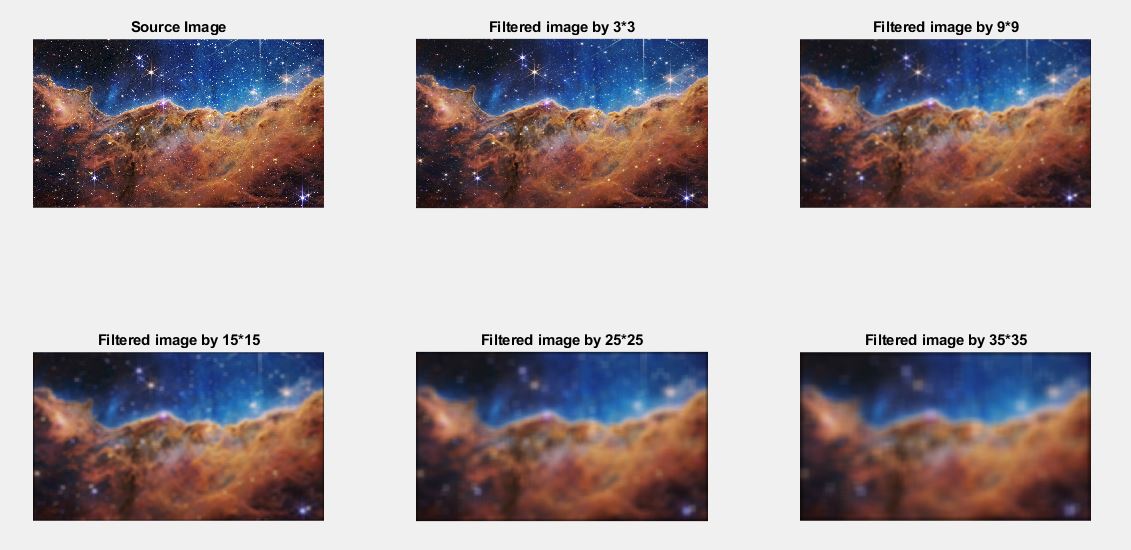 Source Image
Filtered image by 3*3
Filtered image by 9*9
Filtered image by 15*15
Filtered image by 25*25
Filtered image by 35*35